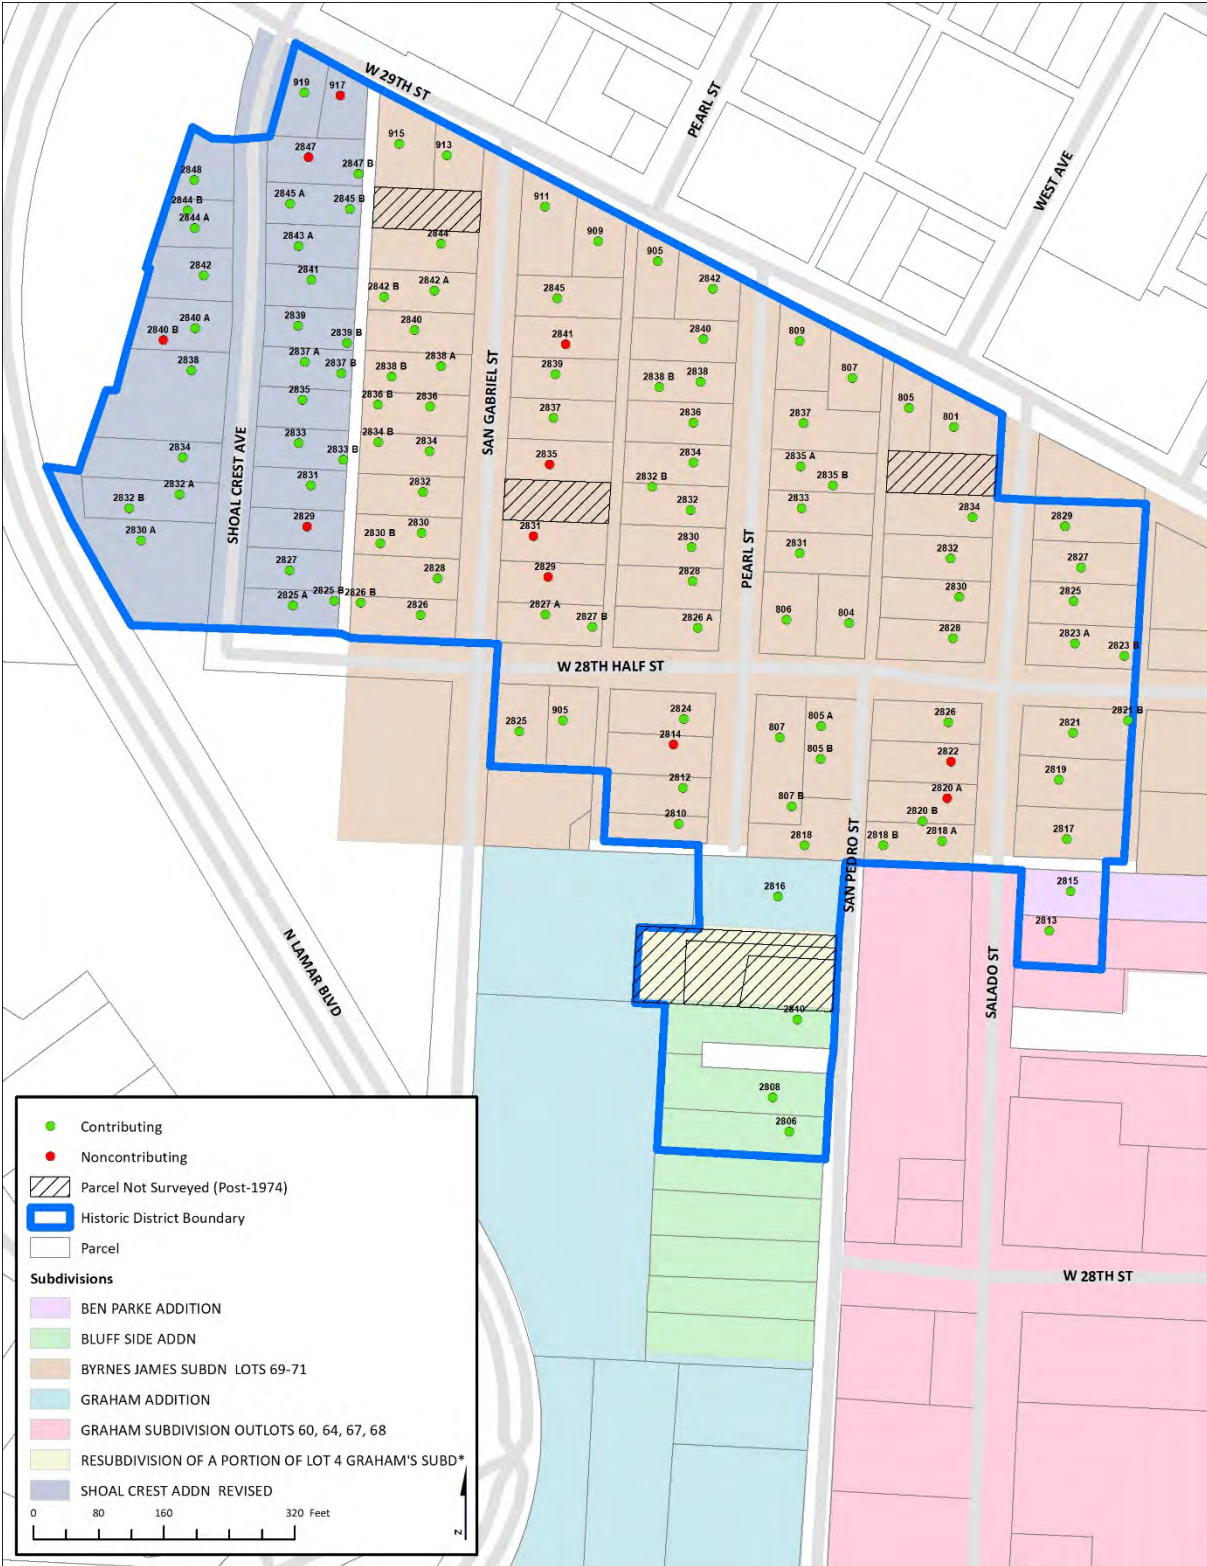 W 29TH ST
PEARL ST
WEST AVE
919
917
915
913
2847
2847 B
2848
2844 B
2844 A
2845 A
2845 B
2844
911
909
905
2842
2843 A
2842
2841
2842 B
2842 A
2845
809
2840 A
2840 B
2839
2839 B
2840
2841
2840
807
2838
2837 A
2837 B
2838 B
2838 A
2839
2838 B
2838
805
801
2835
2836 B
2836
2837
2836
2837
SAN GABRIEL ST
SHOAL CREST AVE
2834
2833
2833 B
2834 B
2834
2835
2834
2835 A
2835 B
2832 B
2832 A
2831
2832
2832 B
2832
2833
2834
2829
2830 A
2829
2830 B
2830
2831
2830
2831
2832
2827
PEARL ST
2827
2828
2829
2828
2830
2825
2825 A
2825 B
2826 B
2826
2827 A
2827 B
2826 A
806
804
2828
2823 A
2823 B
W 28TH HALF ST
2825
905
2824
2814
2812
2810
807
805 A
805 B
807 B
2818
2826
2822
2820 A
2820 B
2818 B
2818 A
2821
2821 B
2819
2817
SAN PEDRO ST
2816
2815
2813
SALADO ST
N LAMAR BLVD
2810
2808
2806
W 28TH ST
Contributing
Noncontributing
Parcel Not Surveyed (Post-1974)
Historic District Boundary
Parcel
Subdivisions
BEN PARKE ADDITION
BLUFF SIDE ADDN
BYRNES JAMES SUBDN LOTS 69-71
GRAHAM ADDITION
GRAHAM SUBDIVISION OUTLOTS 60, 64, 67, 68
RESUBDIVISION OF A PORTION OF LOT 4 GRAHAM'S SUBD*
SHOAL CREST ADDN REVISED
0 80 160 320 Feet
N